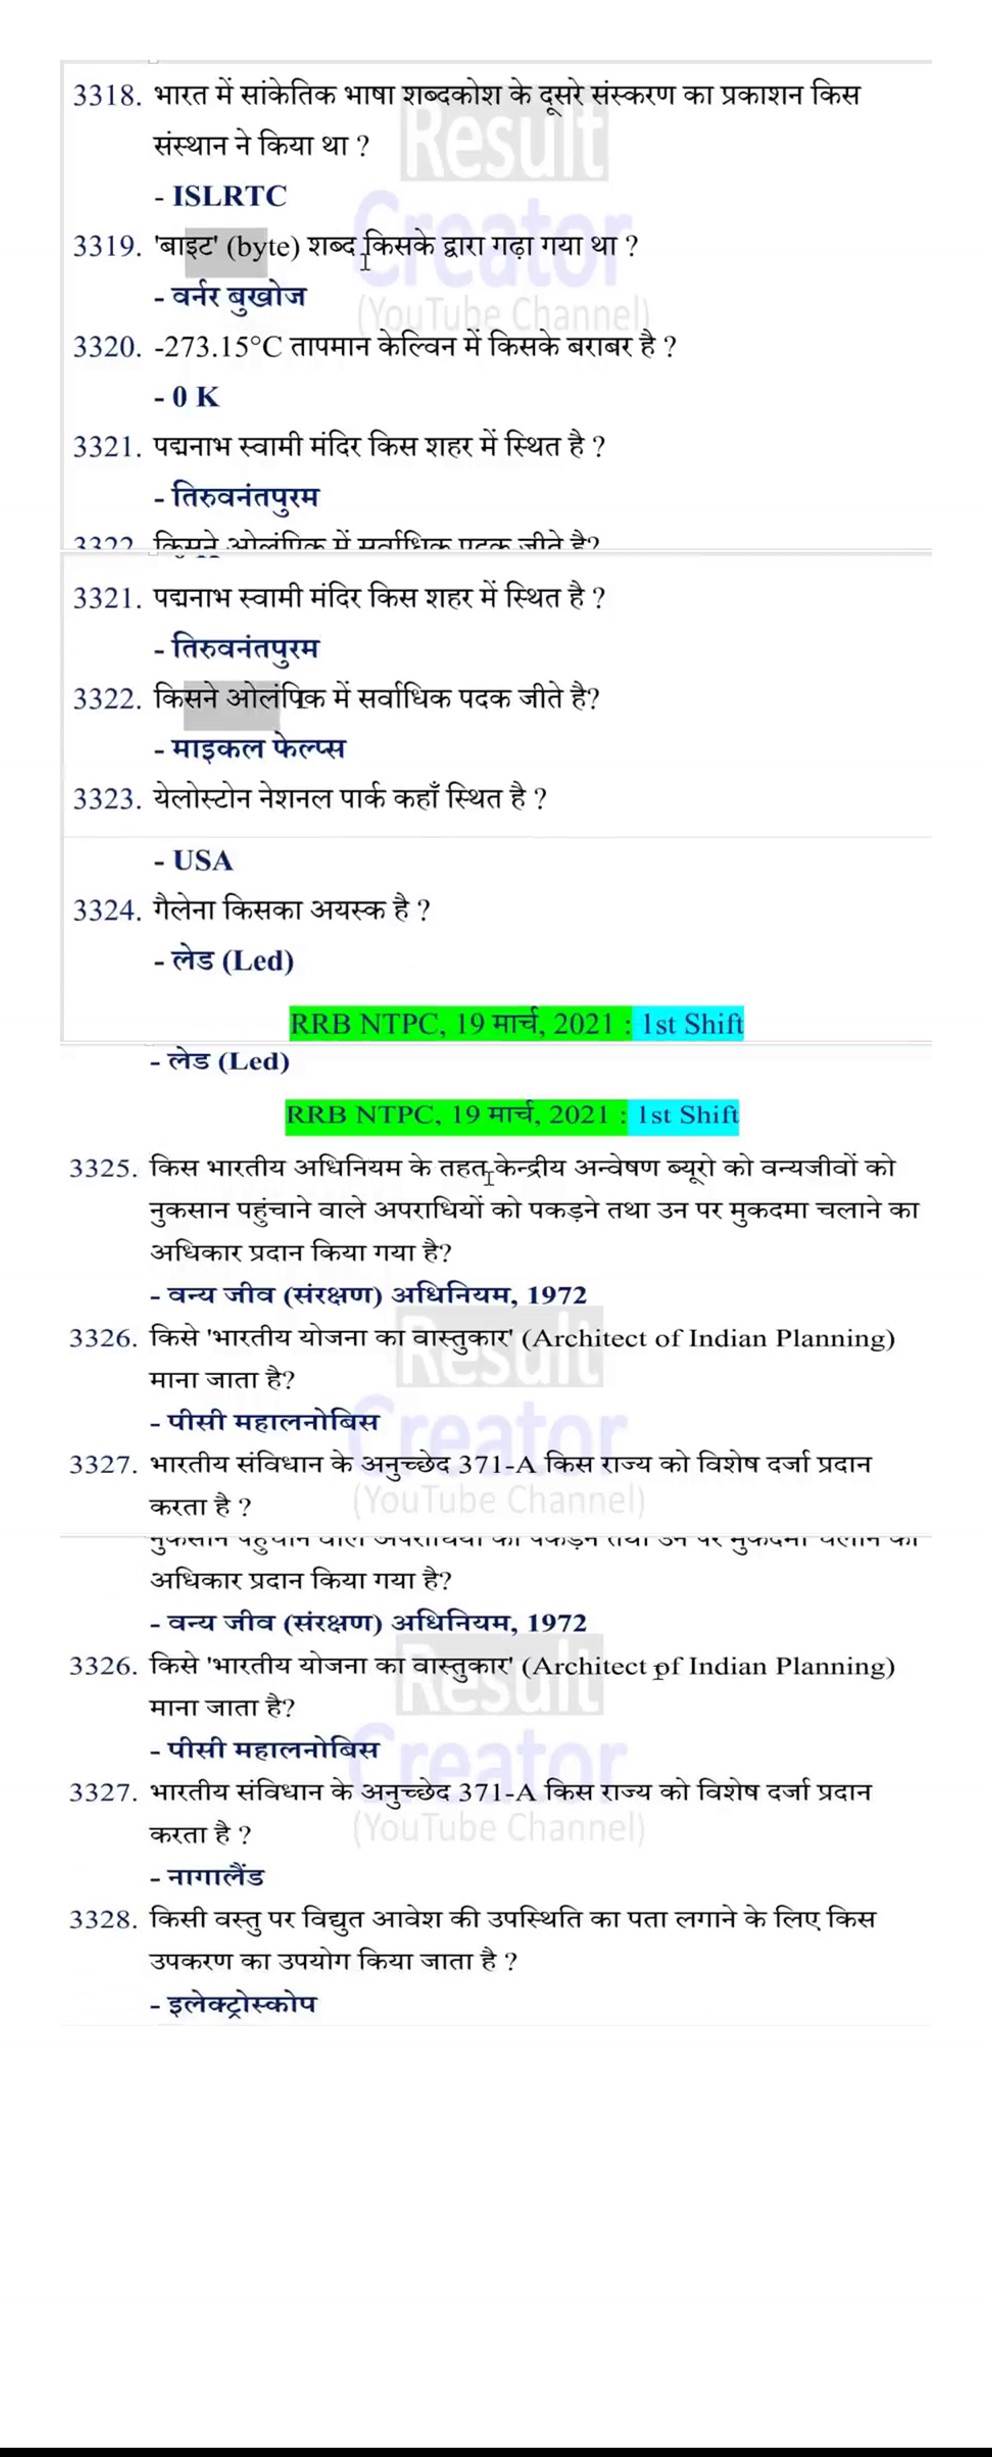 3318. भारत में सांकेतिक भाषा शब्दकोश के दूसरे संस्करण का प्रकाशन किस
संस्थान ने किया था ?
- ISLRTC
3319. 'बाइट' (byte) शब्द किसके द्वारा गढ़ा गया था ?
- वर्नर बुखोज
3320. -273.15°C तापमान केल्विन में किसके बराबर है ?
- 0 K
3321. पद्मनाभ स्वामी मंदिर किस शहर में स्थित है ?
- तिरुवनंतपुरम
3322. किसने ओलंपिक में सर्वाधिक पदक जीते है?
3321. पद्मनाभ स्वामी मंदिर किस शहर में स्थित है ?
- तिरुवनंतपुरम
3322. किसने ओलंपिक में सर्वाधिक पदक जीते है?
- माइकल फेल्प्स
3323. येलोस्टोन नेशनल पार्क कहाँ स्थित है ?
- USA
3324. गैलेना किसका अयस्क है ?
- लेड (Led)
RRB NTPC, 19 मार्च, 2021 : 1st Shift
- लेड (Led)
RRB NTPC, 19 मार्च, 2021 : 1st Shift
3325. किस भारतीय अधिनियम के तहत केन्द्रीय अन्वेषण ब्यूरो को वन्यजीवों को
नुकसान पहुंचाने वाले अपराधियों को पकड़ने तथा उन पर मुकदमा चलाने का
अधिकार प्रदान किया गया है?
- वन्य जीव (संरक्षण) अधिनियम, 1972
3326. किसे 'भारतीय योजना का वास्तुकार' (Architect of Indian Planning)
माना जाता है?
- पीसी महालनोबिस
3327. भारतीय संविधान के अनुच्छेद 371-A किस राज्य को विशेष दर्जा प्रदान
करता है ?
नुकसान पहुंचाने वाले अपराधियों को पकड़ने तथा उन पर मुकदमा चलाने का
अधिकार प्रदान किया गया है?
- वन्य जीव (संरक्षण) अधिनियम, 1972
3326. किसे 'भारतीय योजना का वास्तुकार' (Architect of Indian Planning)
माना जाता है?
- पीसी महालनोबिस
3327. भारतीय संविधान के अनुच्छेद 371-A किस राज्य को विशेष दर्जा प्रदान
करता है ?
- नागालैंड
3328. किसी वस्तु पर विद्युत आवेश की उपस्थिति का पता लगाने के लिए किस
उपकरण का उपयोग किया जाता है ?
- इलेक्ट्रोस्कोप
Result
Creator
(YouTube Channel)
Result
Creator
(YouTube Channel)
Result
Creator
(YouTube Channel)